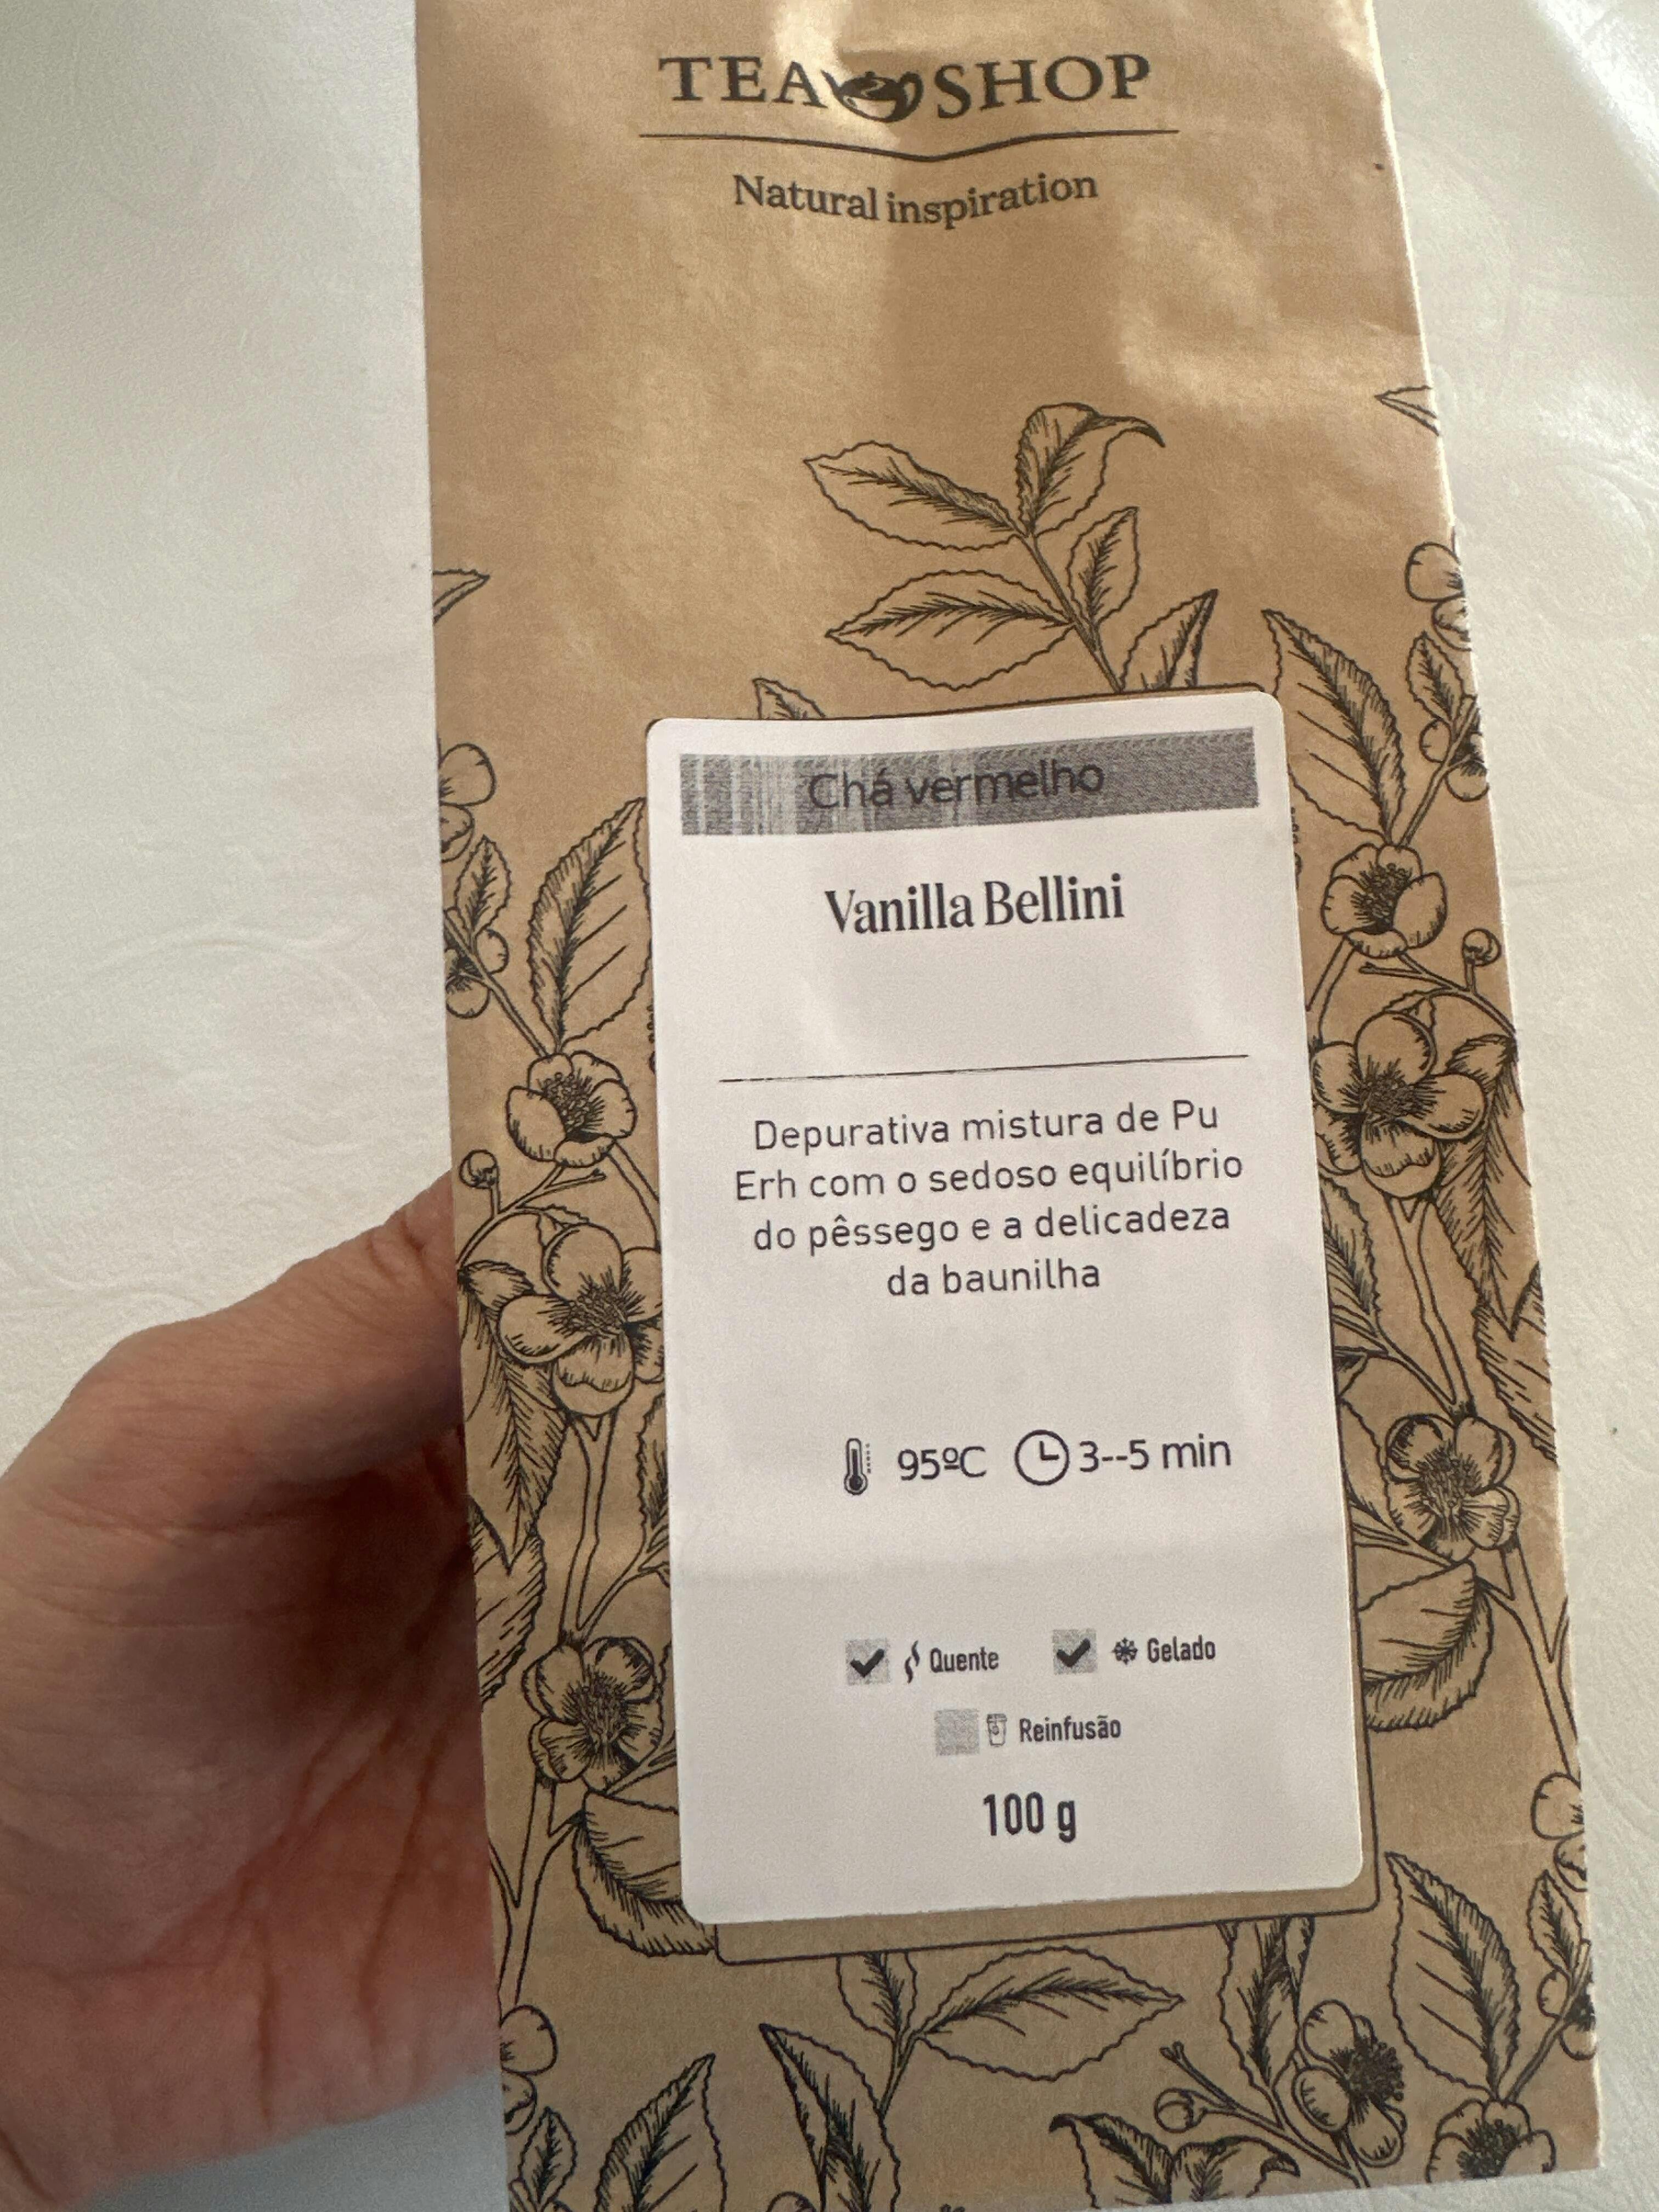 TEA SHOP
Natural inspiration
Chá vermelho
Vanilla Bellini
Depurativa mistura de Pu
Erh com o sedoso equilíbrio
do pêssego e a delicadeza
da baunilha
95ºC 3--5 min
Quente Gelado
Reinfusão
100 g